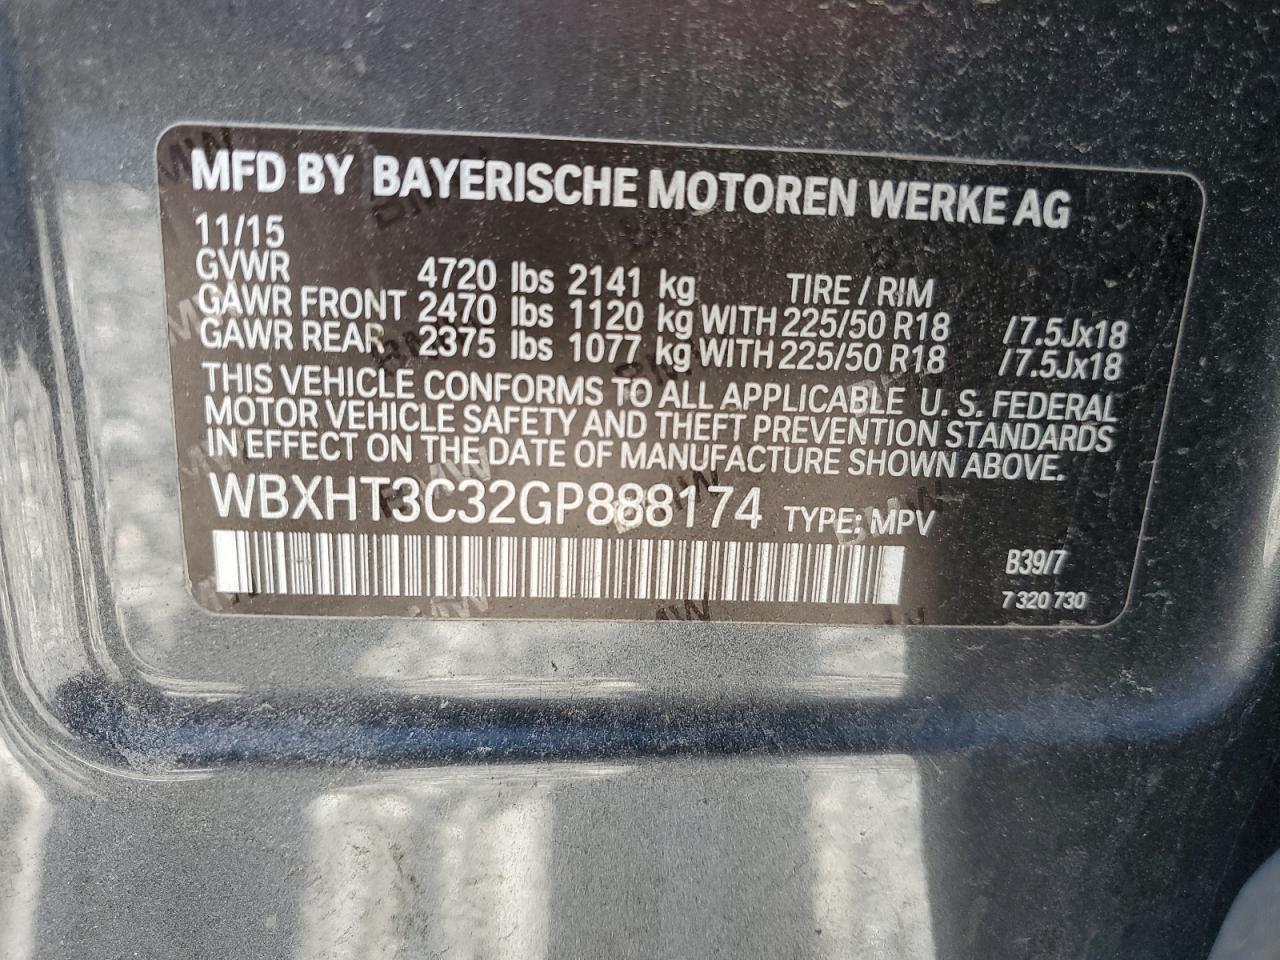 MFD BY BAYERISCHE MOTOREN WERKE AG
11/15
GVWR 4720 lbs 2141 kg TIRE / RIM
GAWR FRONT 2470 lbs 1120 kg WITH 225/50 R18 /7.5Jx18
GAWR REAR 2375 lbs 1077 kg WITH 225/50 R18 /7.5Jx18
THIS VEHICLE CONFORMS TO ALL APPLICABLE U. S. FEDERAL
MOTOR VEHICLE SAFETY AND THEFT PREVENTION STANDARDS
IN EFFECT ON THE DATE OF MANUFACTURE SHOWN ABOVE.
WBXHT3C32GP888174 TYPE: MPV
B39/7
7 320 730